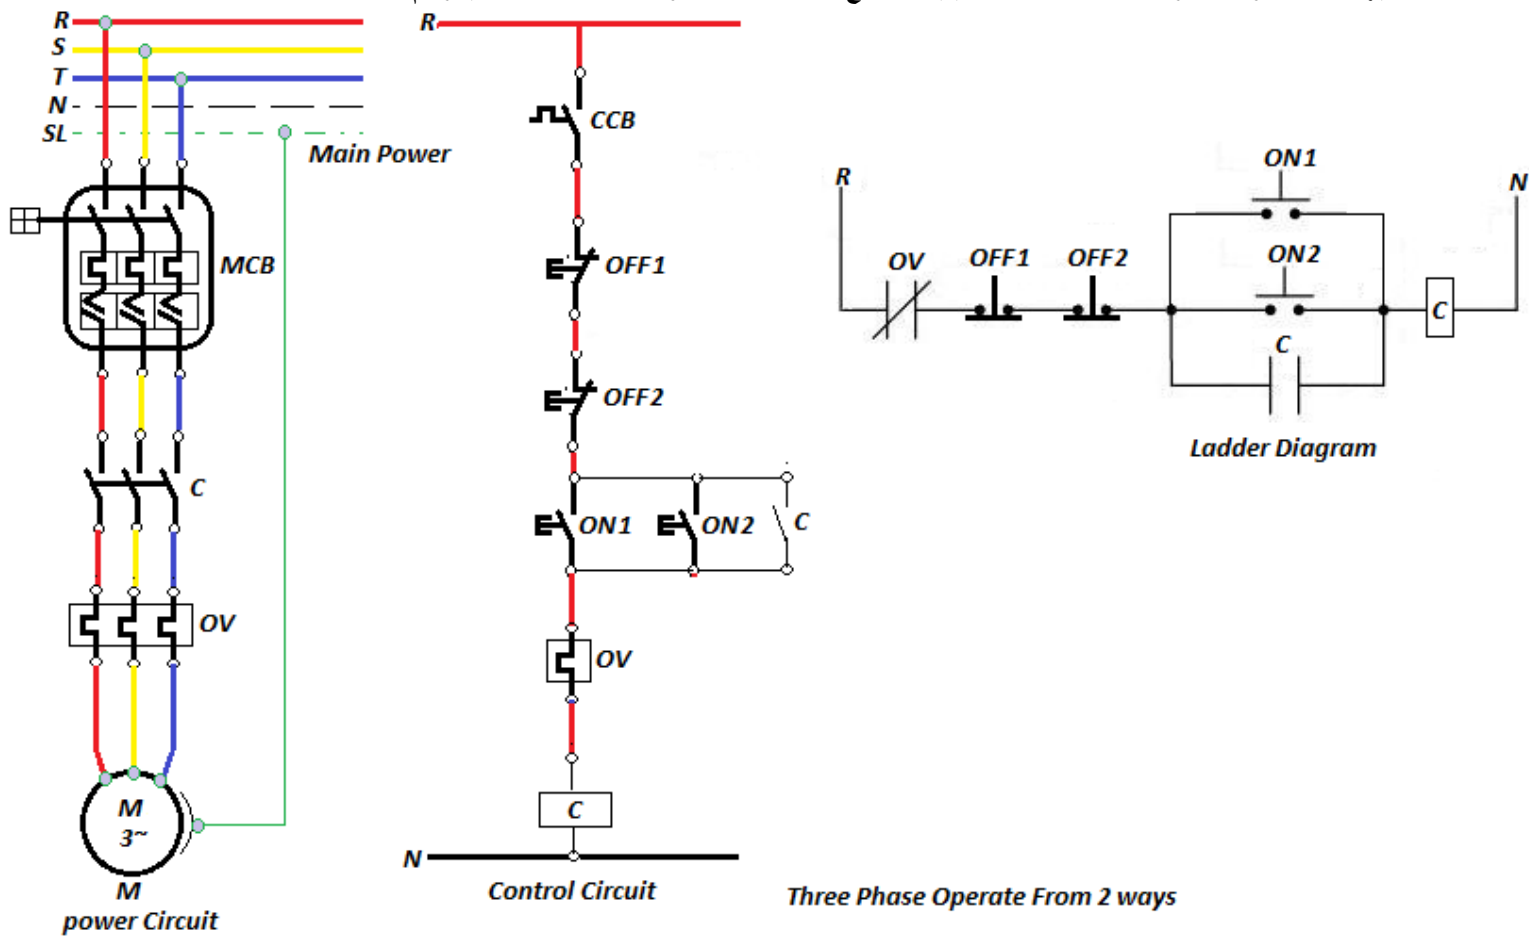 R
S
T
N
SL
Main Power
MCB
C
OV
M
3~
M
power Circuit
R
CCB
OFF1
OFF2
ON1 ON2 C
OV
C
N
Control Circuit
R
N
ON1
ON2
OV OFF1 OFF2
C
C
Ladder Diagram
Three Phase Operate From 2 ways